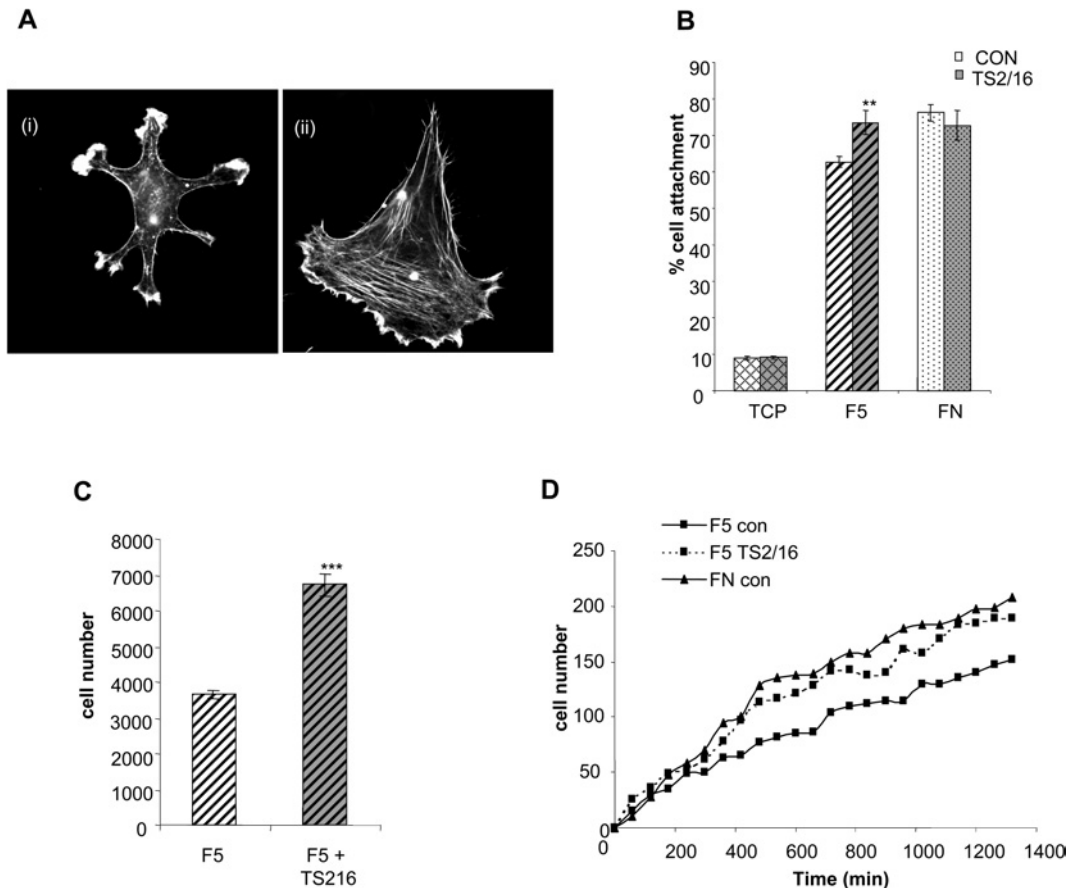 A
(i)
(ii)
B
CON
TS2/16
90
80
70
60
50
40
30
20
10
0
% cell attachment
**
TCP
F5
FN
C
8000
7000
6000
5000
4000
3000
2000
1000
0
cell number
***
F5
F5 +
TS216
D
F5 con
F5 TS2/16
FN con
250
200
150
100
50
0
cell number
0
200
400
600
800
1000
1200
1400
Time (min)